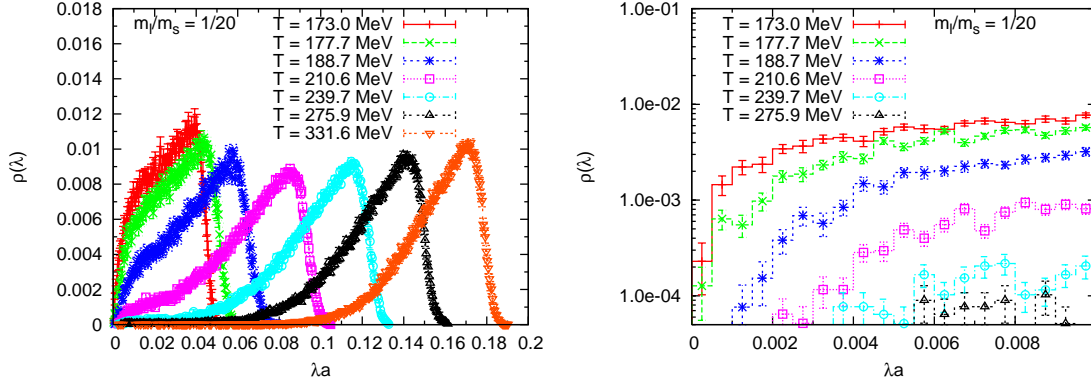 m_l/m_s = 1/20
T = 173.0 MeV
T = 177.7 MeV
T = 188.7 MeV
T = 210.6 MeV
T = 239.7 MeV
T = 275.9 MeV
T = 331.6 MeV
0.018
0.016
0.014
0.012
0.01
0.008
0.006
0.004
0.002
0
ρ(λ)
0 0.02 0.04 0.06 0.08 0.10 0.12 0.14 0.16 0.18 0.2
λa
T = 173.0 MeV
177.7 MeV
188.7 MeV
210.6 MeV
239.7 MeV
275.9 MeV
m_l/m_s = 1/20
1.0e-01
1.0e-02
1.0e-03
1.0e-04
ρ(λ)
0 0.002 0.004 0.006 0.008
λa